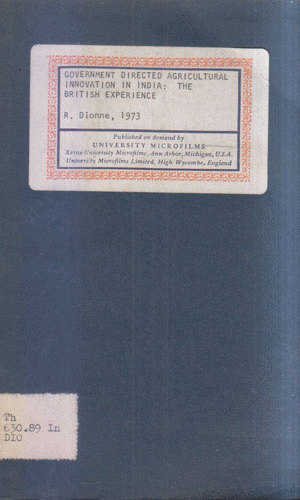 GOVERNMENT DIRECTED AGRICULTURAL
INNOVATION IN INDIA: THE
BRITISH EXPERIENCE
R. Dionne, 1973
Published on demand by
UNIVERSITY MICROFILMS
Xerox University Microfilms, Ann Arbor, Michigan, U.S.A.
University Microfilms Limited, High Wycombe, England
Th
630.89 In
DIO